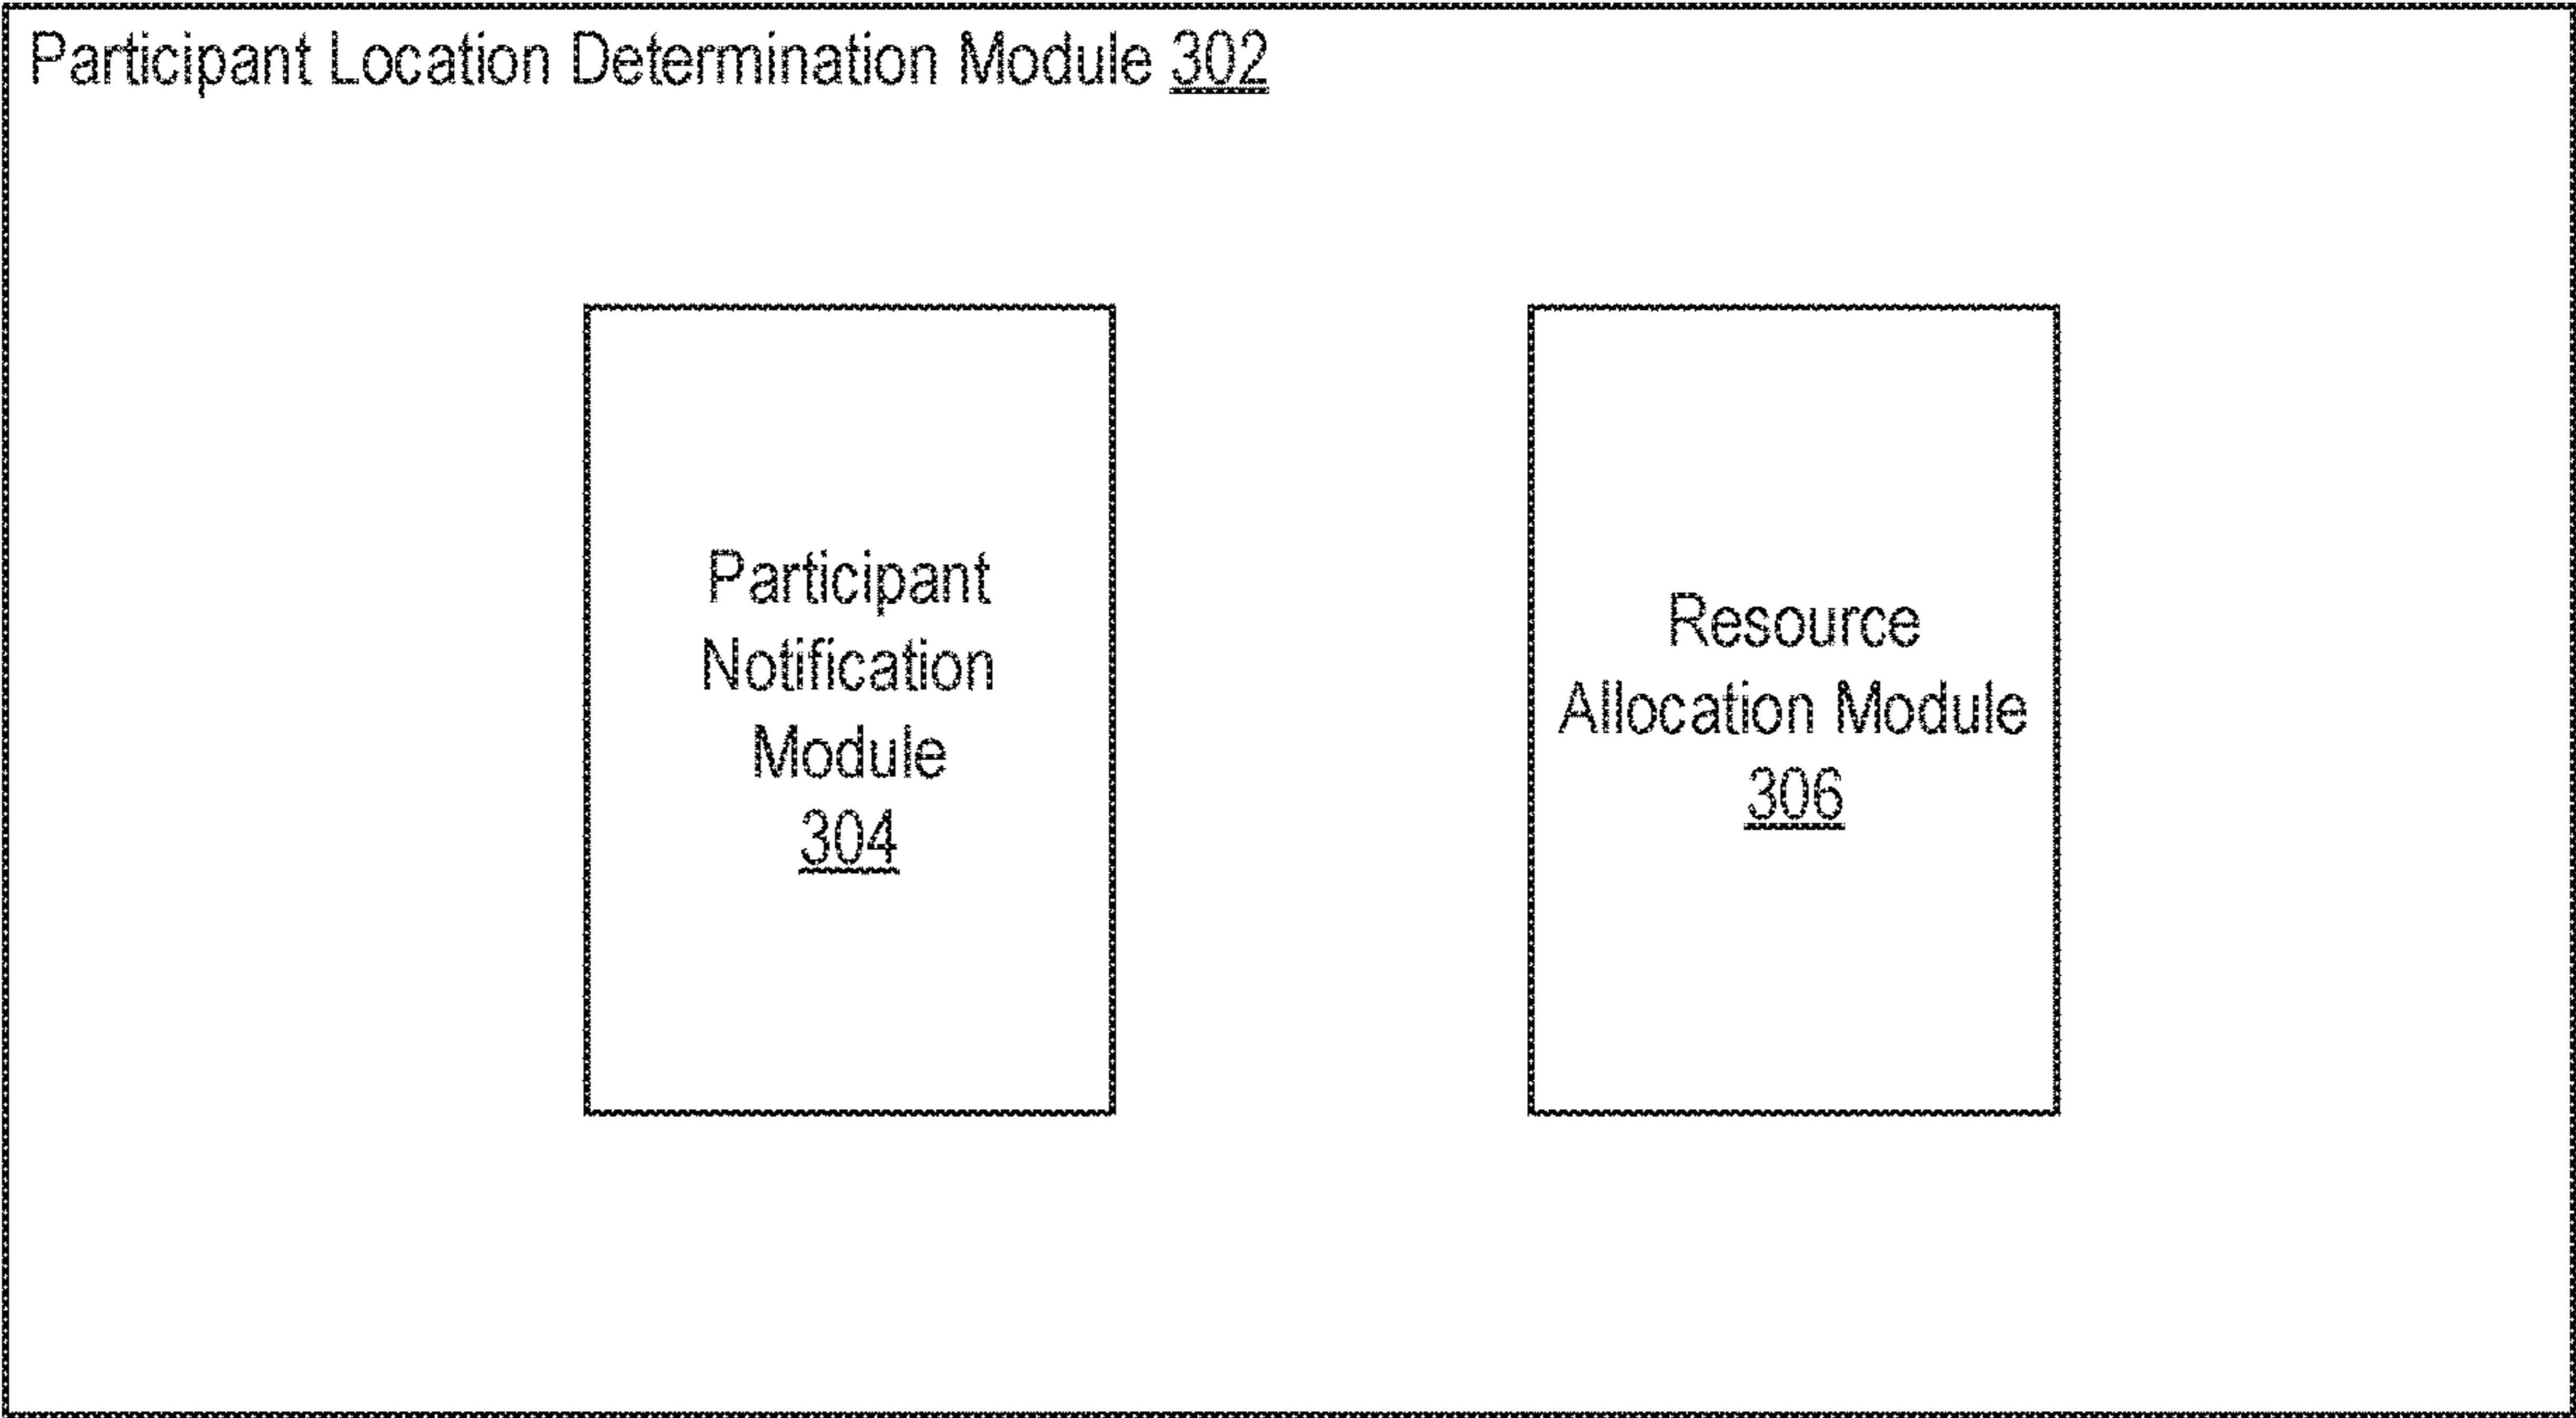 Participant Location Determination Module 302
Participant
Notification
Module
304
Resource
Allocation Module
306